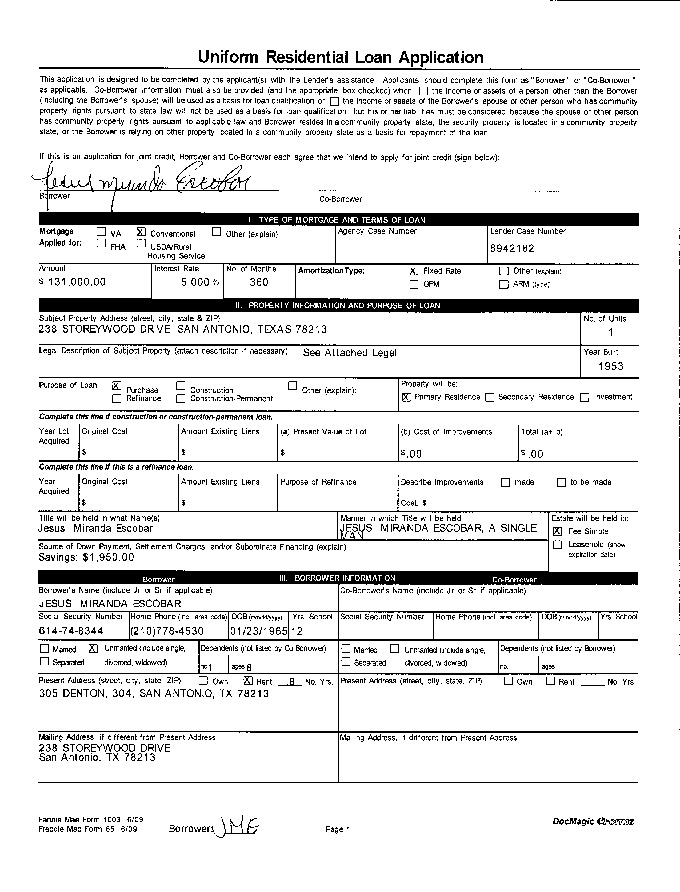 Uniform Residential Loan Application
This application is designed to be completed by the applicant(s) with the Lender's assistance. Applicants should complete this form as "Borrower" or "Co-Borrower"
as applicable. Co-Borrower information must also be provided (and the appropriate box checked) when the income or assets of a person other than the Borrower
(including the Borrower's spouse) will be used as a basis for loan qualification or the income or assets of the Borrower's spouse or other person who has community
property rights pursuant to state law will not be used as a basis for loan qualification, but his or her liabilities must be considered because the spouse or other person
has community property rights pursuant to applicable law and Borrower resides in a community property state, the security property is located in a community property
state, or the Borrower is relying on other property located in a community property state as a basis for repayment of the loan.
If this is an application for joint credit, Borrower and Co-Borrower each agree that we intend to apply for joint credit (sign below):
Jesus Miranda Escobar
Borrower Co-Borrower
I. TYPE OF MORTGAGE AND TERMS OF LOAN
Mortgage VA X Conventional Other (explain) Agency Case Number Lender Case Number
Applied for: FHA USDA/Rural 8942182
Housing Service
Amount Interest Rate No. of Months Amortization Type: X Fixed Rate Other (explain)
$ 131,000.00 5.000 % 360 GPM ARM (type)
II. PROPERTY INFORMATION AND PURPOSE OF LOAN
Subject Property Address (street, city, state & ZIP) No. of Units
238 STOREYWOOD DRIVE SAN ANTONIO, TEXAS 78213 1
Legal Description of Subject Property (attach description if necessary) See Attached Legal Year Built
1953
Purpose of Loan X Purchase Construction Other (explain): Property will be:
Refinance Construction-Permanent X Primary Residence Secondary Residence Investment
Complete this line if construction or construction-permanent loan.
Year Lot Original Cost Amount Existing Liens (a) Present Value of Lot (b) Cost of Improvements Total (a+ b)
Acquired
$ $ $ $ .00 $ .00
Complete this line if this is a refinance loan.
Year Original Cost Amount Existing Liens Purpose of Refinance Describe Improvements made to be made
Acquired
$ $ Cost: $
Title will be held in what Name(s) Manner in which Title will be held Estate will be held in:
Jesus Miranda Escobar JESUS MIRANDA ESCOBAR, A SINGLE X Fee Simple
MAN
Source of Down Payment, Settlement Charges, and/or Subordinate Financing (explain) Leasehold (show
Savings: $1,950.00 expiration date)
Borrower III. BORROWER INFORMATION Co-Borrower
Borrower's Name (include Jr. or Sr. if applicable) Co-Borrower's Name (include Jr. or Sr. if applicable)
JESUS MIRANDA ESCOBAR
Social Security Number Home Phone (incl. area code) DOB (mm/dd/yyyy) Yrs. School Social Security Number Home Phone (incl. area code) DOB (mm/dd/yyyy) Yrs. School
614-74-8344 (210)778-4530 01/23/1965 12
Married X Unmarried (include single, Dependents (not listed by Co-Borrower) Married Unmarried (include single, Dependents (not listed by Borrower)
Separated divorced, widowed) no. 1 ages 8 Separated divorced, widowed) no. ages
Present Address (street, city, state, ZIP) Own X Rent 8 No. Yrs. Present Address (street, city, state, ZIP) Own Rent No. Yrs.
305 DENTON, 304, SAN ANTONIO, TX 78213
Mailing Address, if different from Present Address Mailing Address, if different from Present Address
238 STOREYWOOD DRIVE
San Antonio, TX 78213
Fannie Mae Form 1003 6/09
Freddie Mac Form 65 6/09 Borrowers JME Page 1
DocMagic